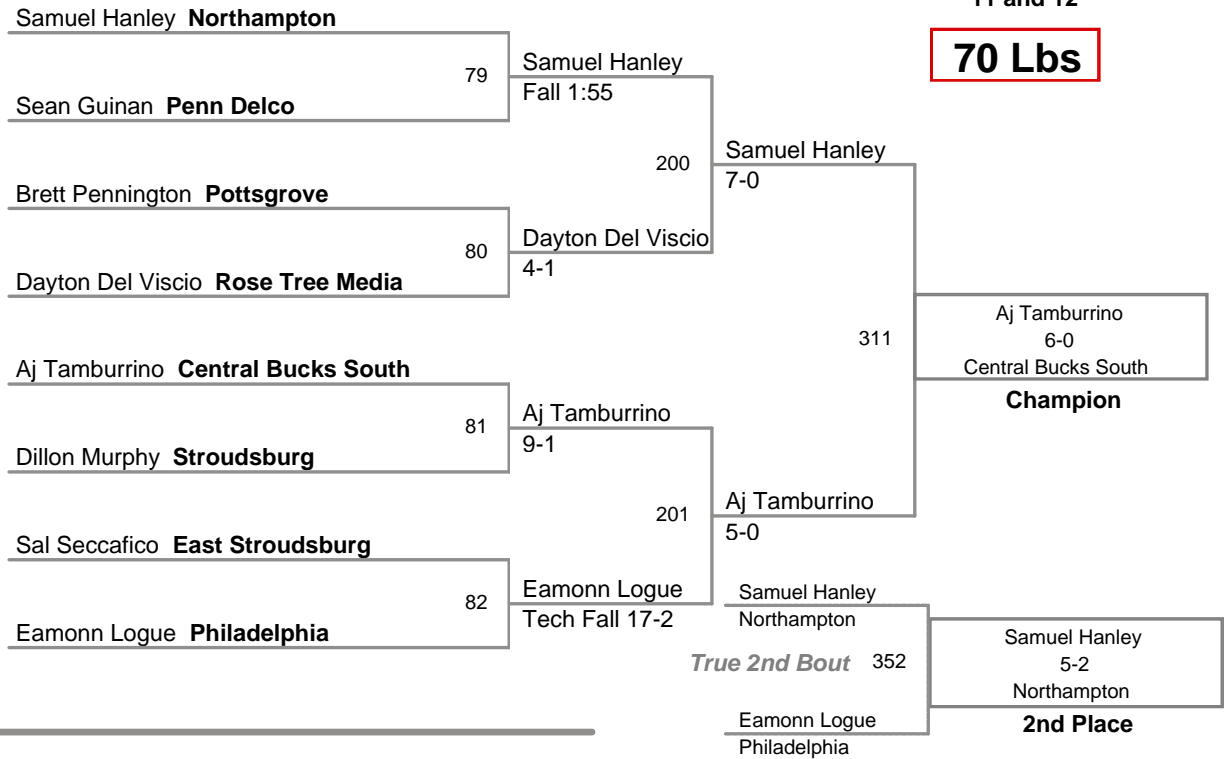 11 and 12
70 Lbs
Samuel Hanley Northampton
79
Samuel Hanley
Fall 1:55
Sean Guinan Penn Delco
200
Samuel Hanley
7-0
Brett Pennington Pottsgrove
80
Dayton Del Viscio
4-1
Dayton Del Viscio Rose Tree Media
311
Aj Tamburrino
6-0
Central Bucks South
Champion
Aj Tamburrino Central Bucks South
81
Aj Tamburrino
9-1
Dillon Murphy Stroudsburg
201
Aj Tamburrino
5-0
Sal Seccafico East Stroudsburg
82
Eamonn Logue
Tech Fall 17-2
Eamonn Logue Philadelphia
Samuel Hanley
Northampton
True 2nd Bout 352
Samuel Hanley
5-2
Northampton
2nd Place
Eamonn Logue
Philadelphia